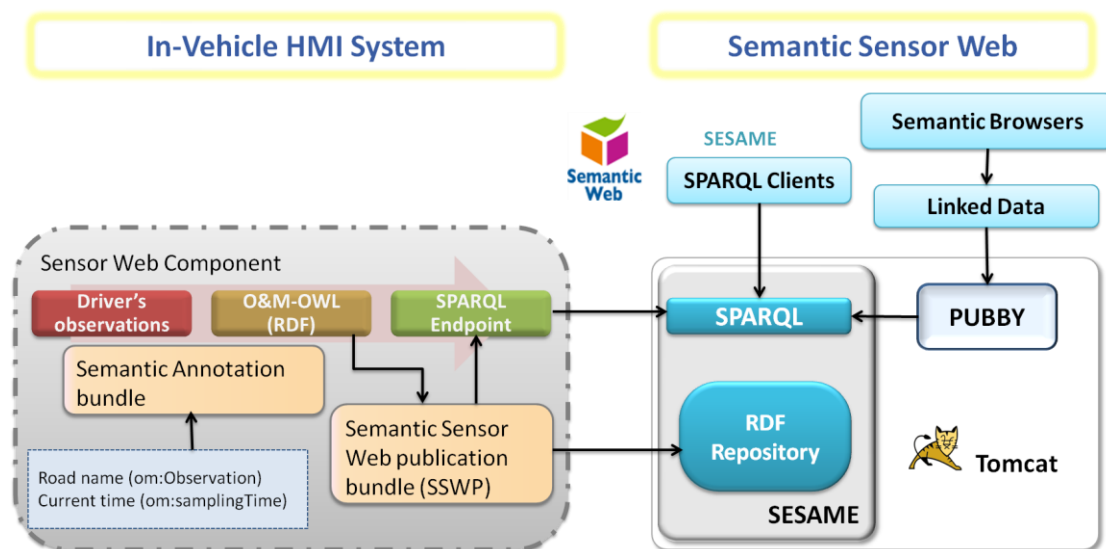 In-Vehicle HMI System
Semantic Sensor Web
Semantic
Web
SESAME
SPARQL Clients
Semantic Browsers
Linked Data
Sensor Web Component
Driver's
observations
O&M-OWL
(RDF)
SPARQL
Endpoint
Semantic Annotation
bundle
Semantic Sensor
Web publication
bundle (SSWP)
Road name (om:Observation)
Current time (om:samplingTime)
SPARQL
PUBBY
RDF
Repository
SESAME
Tomcat